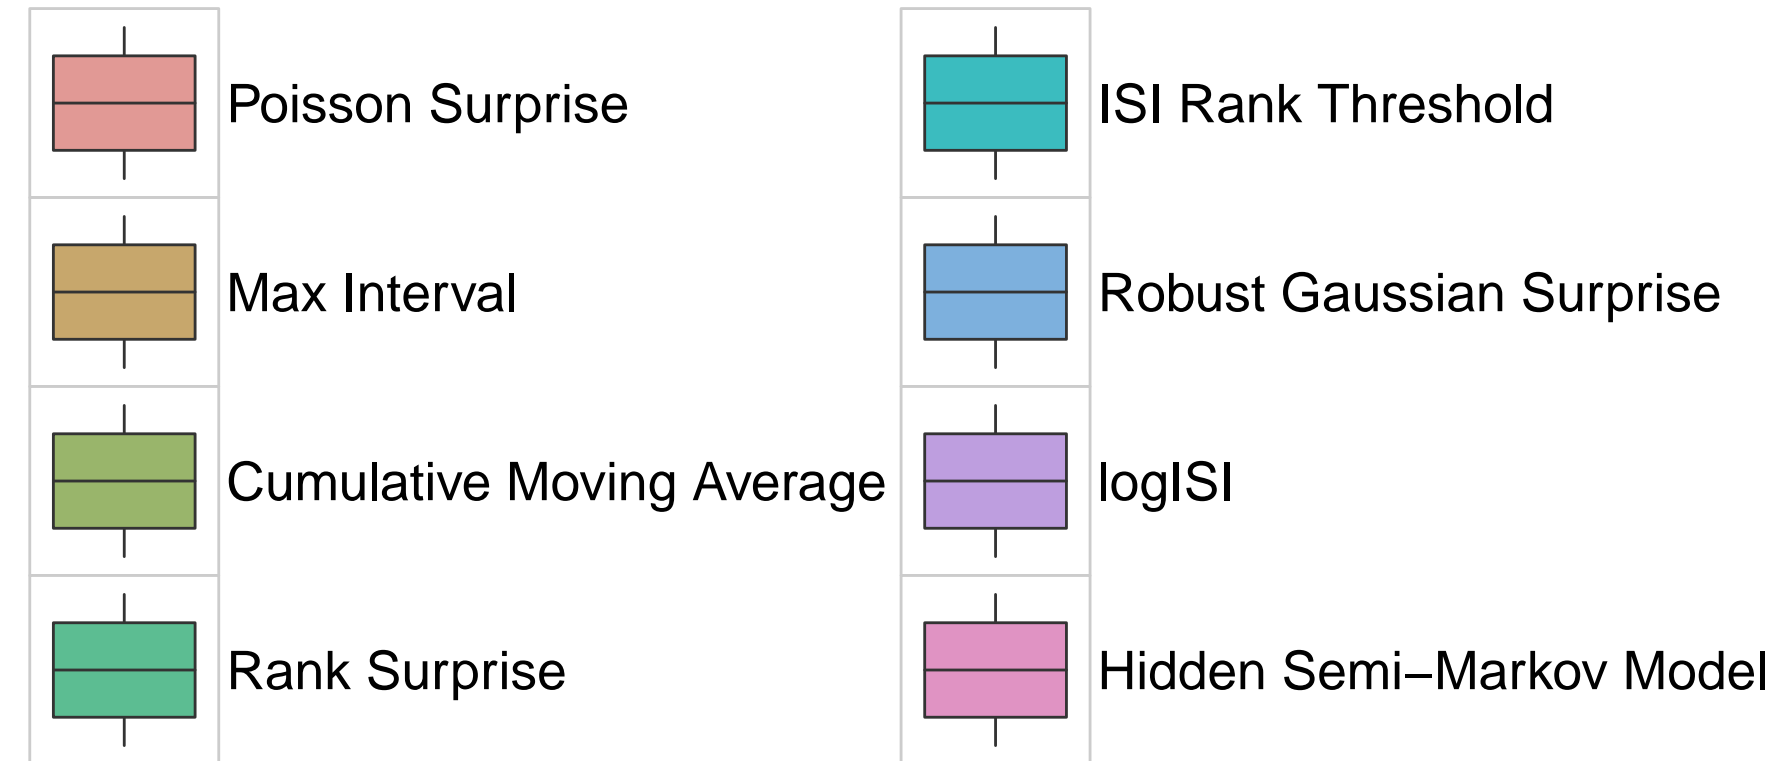 Poisson Surprise
Max Interval
Cumulative Moving Average
Rank Surprise
ISI Rank Threshold
Robust Gaussian Surprise
logISI
Hidden Semi−Markov Model